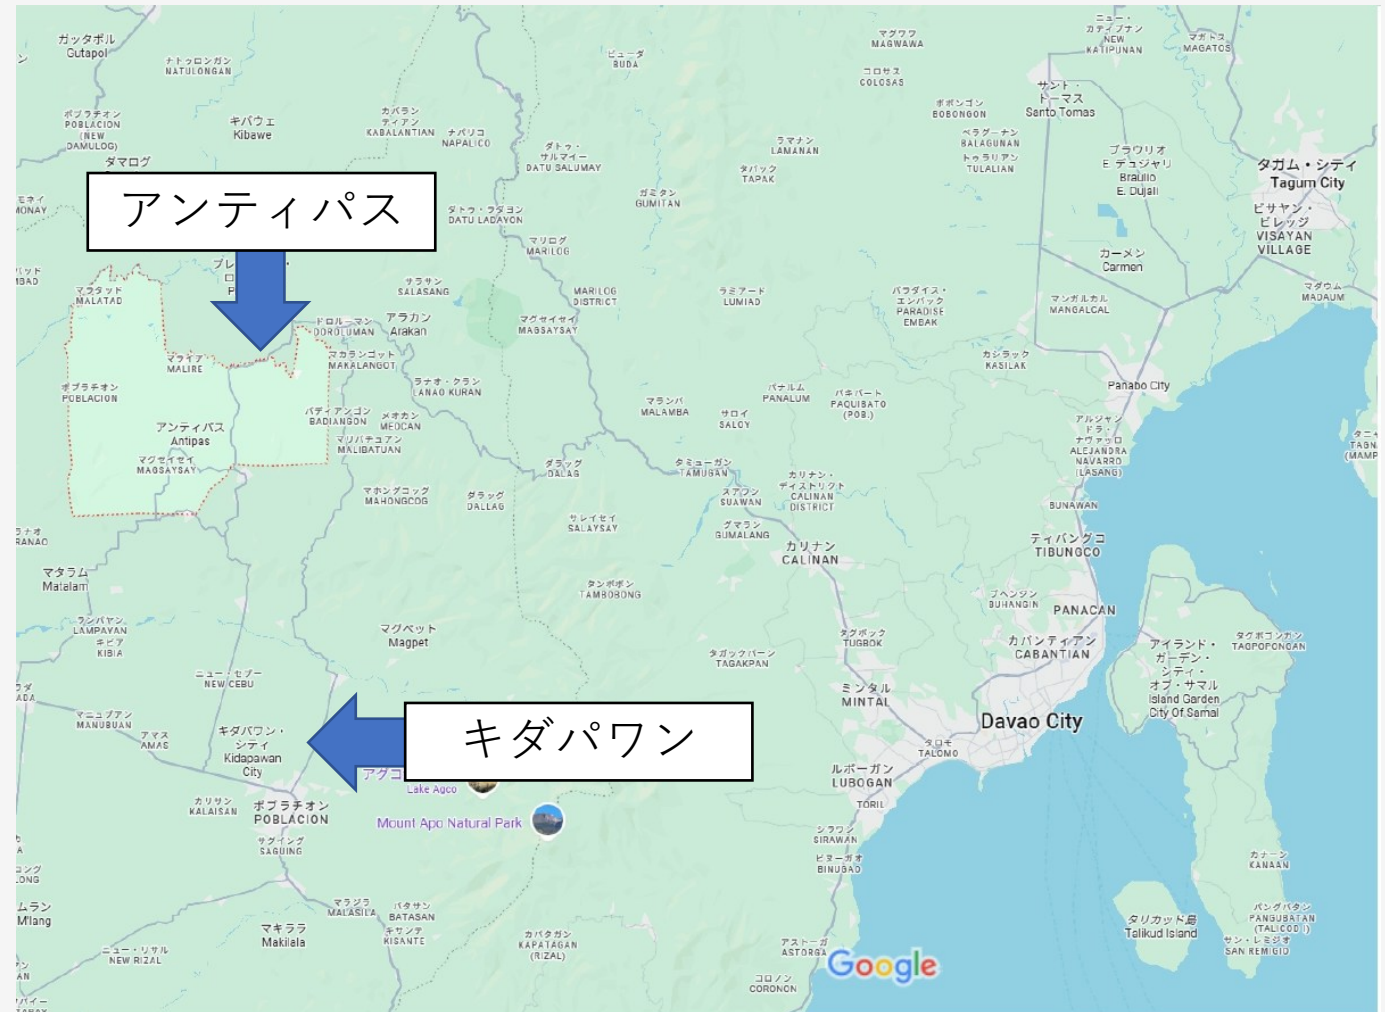 ガッタポル
Gutapol
ナトゥロンガン
NATULONGAN
ビューダ
BUDA
マグワワ
MAGWAWA
コロサス
COLOSAS
ニュー・
カティプナン
NEW
KATIPUNAN
マガトス
MAGATOS
サント・
トーマス
Santo Tomas
ポブラチオン
POBLACION
(NEW
DAMULOG)
ダマログ
キバウェ
Kibawe
カバラン
ティアン
KABALANTIAN
ナパリコ
NAPALICO
ダトゥ・
サルマイー
DATU SALUMAY
ボボンゴン
BOBONGON
ベラグーナン
BALAGUNAN
トゥラリアン
TULALIAN
ラマナン
LAMANAN
タパック
TAPAK
ブラウリオ
E. デュジャリ
Braulio
E. Dujali
タガム・シティ
Tagum City
ビサヤン・
ビレッジ
VISAYAN
VILLAGE
モネイ
MONAY
アンティパス
ダトゥ・ラダヨン
DATU LADAYON
ガミタン
GUMITAN
マリログ
MARILOG
カーメン
Carmen
マダウム
MADAUM
マラタッド
MALATAD
サラサン
SALASANG
MARILOG
DISTRICT
ラミアード
LUMIAD
パラダイス・
エンバック
PARADISE
EMBAK
マンガルカル
MANGALCAL
ドロルーマン
DOROLUMAN
アラカン
Arakan
マグサイサイ
MAGSAYSAY
マライア
MALIRE
マカランゴット
MAKALANGOT
カシラック
KASILAK
ポブラチオン
POBLACION
ラナオ・クラン
LANAO KURAN
パナルム
PANALUM
パキバート
PAQUIBATO
(POB.)
Panabo City
マランバ
MALAMBA
サロイ
SALOY
アンティパス
Antipas
バディアンゴン
BADIANGON
メオカン
MEOCAN
マリバチュアン
MALIBATUAN
アルジャン
ドラ・
ナヴァッロ
ALEJANDRA
NAVARRO
(LASANG)
マグセイセイ
MAGSAYSAY
ダラッグ
DALAG
タミューガン
TAMUGAN
カリナン・
ディストリクト
CALINAN
DISTRICT
マホングコッグ
MAHONGCOG
ダラッグ
DALLAG
スアワン
SUAWAN
BUNAWAN
サレイセイ
SALAYSAY
グマラン
GUMALANG
ティバングコ
TIBUNGCO
カリナン
CALINAN
マタラム
Matalam
タンボボン
TAMBOBONG
ブヘンジン
BUHANGIN
PANACAN
ランパヤン
LAMPAYAN
キビア
KIBIA
マグペット
Magpet
タグボック
TUGBOK
カバンティアン
CABANTIAN
アイランド・
ガーデン・
シティ・
オブ・サマル
Island Garden
City Of Samal
タグポゴンガン
TAGPOPONGAN
タガックパーン
TAGAKPAN
ニュー・セブー
NEW CEBU
ミンタル
MINTAL
マニュブアン
MANUBUAN
アマス
AMAS
キダパワン・
シティ
Kidapawan
City
キダパワン
Davao City
タロモ
TALOMO
アグコ
Lake Agco
ルボーガン
LUBOGAN
TORIL
カリサン
KALAISAN
ポブラチオン
POBLACION
Mount Apo Natural Park
サグイング
SAGUING
シラワン
SIRAWAN
ビヌーガオ
BINUGAO
カナーン
KANAAN
マラジラ
MALASILA
バタサン
BATASAN
キサンテ
KISANTE
M'lang
マキララ
Makilala
カパタガン
KAPATAGAN
(RIZAL)
タリカッド島
Talikud Island
パングバタン
PANGUBATAN
(TALICOD I)
サン・レミジオ
SAN REMIGIO
ニュー・リサル
NEW RIZAL
アストーガ
ASTORGA
コロノン
CORONON
Google